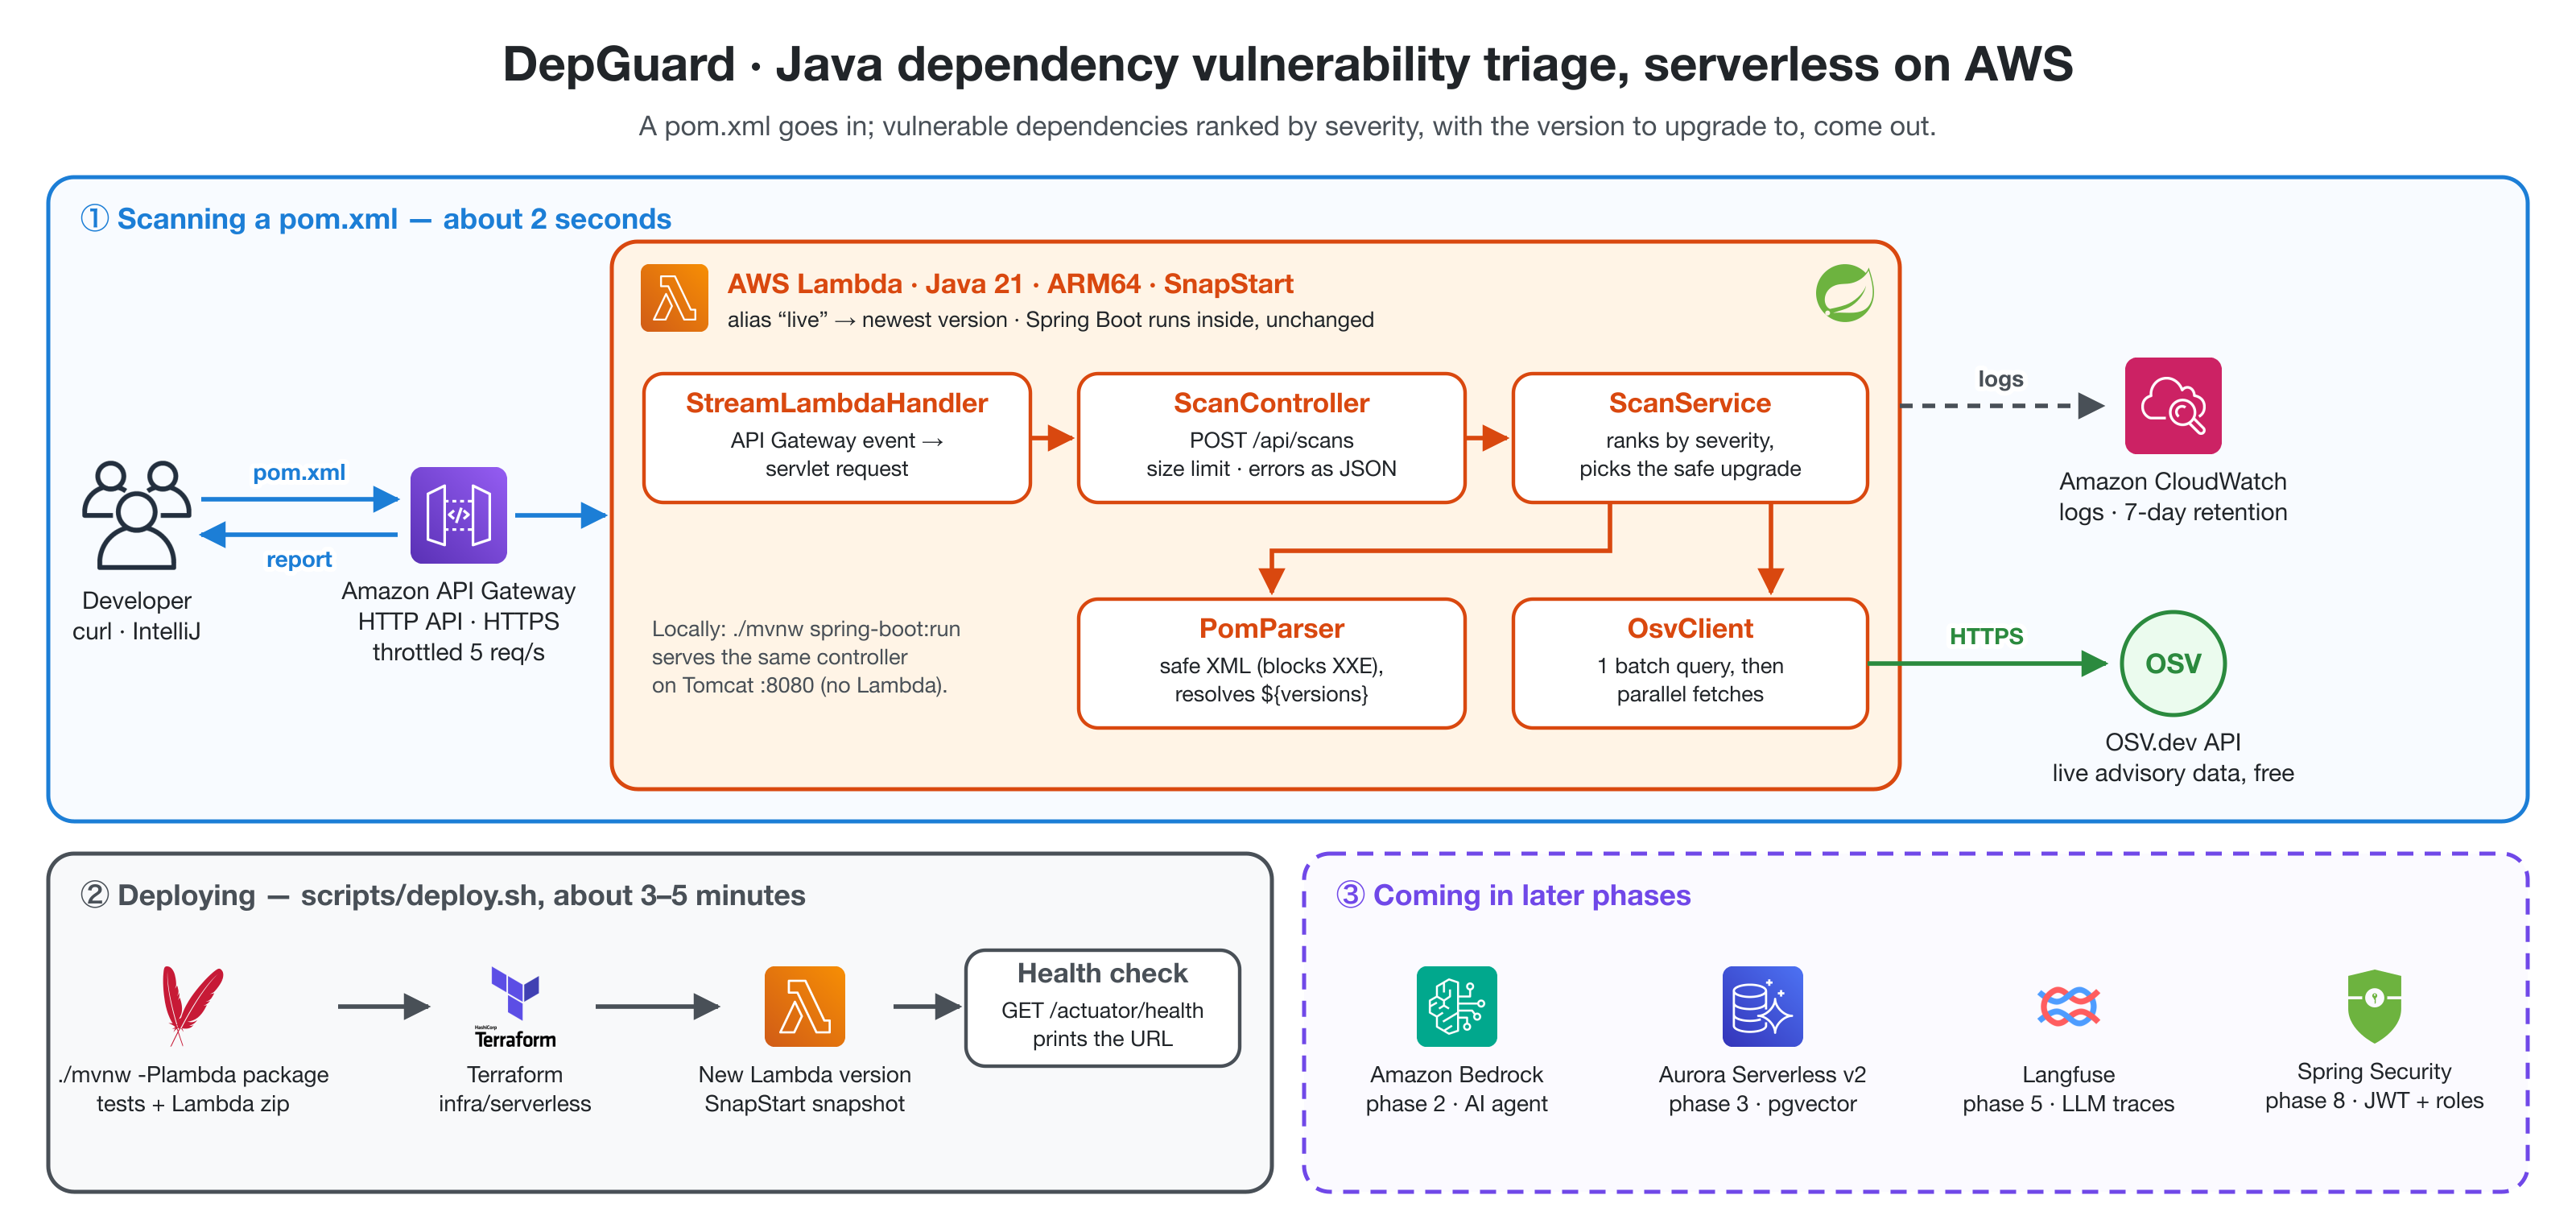 DepGuard · Java dependency vulnerability triage, serverless on AWS
A pom.xml goes in; vulnerable dependencies ranked by severity, with the version to upgrade to, come out.
① Scanning a pom.xml — about 2 seconds
Developer
curl · IntelliJ
pom.xml
report
</>
Amazon API Gateway
HTTP API · HTTPS
throttled 5 req/s
AWS Lambda · Java 21 · ARM64 · SnapStart
alias “live” → newest version · Spring Boot runs inside, unchanged
StreamLambdaHandler
API Gateway event →
servlet request
ScanController
POST /api/scans
size limit · errors as JSON
ScanService
ranks by severity,
picks the safe upgrade
Locally: ./mvnw spring-boot:run
serves the same controller
on Tomcat :8080 (no Lambda).
PomParser
safe XML (blocks XXE),
resolves ${versions}
OsvClient
1 batch query, then
parallel fetches
logs
Amazon CloudWatch
logs · 7-day retention
HTTPS
OSV
OSV.dev API
live advisory data, free
② Deploying — scripts/deploy.sh, about 3–5 minutes
./mvnw -Plambda package
tests + Lambda zip
HashiCorp
Terraform
Terraform
infra/serverless
New Lambda version
SnapStart snapshot
Health check
GET /actuator/health
prints the URL
③ Coming in later phases
Amazon Bedrock
phase 2 · AI agent
Aurora Serverless v2
phase 3 · pgvector
Langfuse
phase 5 · LLM traces
Spring Security
phase 8 · JWT + roles